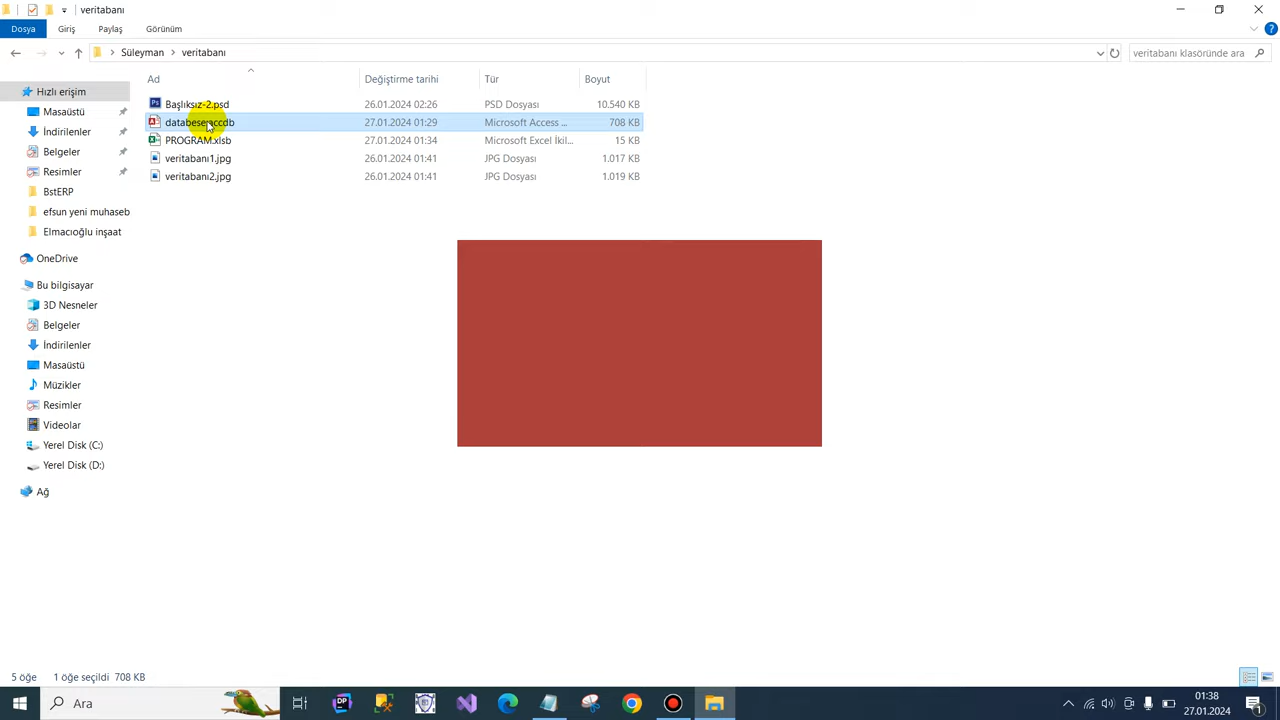 veritabanı
Dosya Giriş Paylaş Görünüm
Süleyman veritabanı
veritabanı klasöründe ara
Ad Değiştirme tarihi Tür Boyut
Başlıksız-2.psd 26.01.2024 02:26 PSD Dosyası 10.540 KB
databese.accdb 27.01.2024 01:29 Microsoft Access ... 708 KB
PROGRAM.xlsb 27.01.2024 01:34 Microsoft Excel İkil... 15 KB
veritabanı1.jpg 26.01.2024 01:41 JPG Dosyası 1.017 KB
veritabanı2.jpg 26.01.2024 01:41 JPG Dosyası 1.019 KB
Hızlı erişim
Masaüstü
İndirilenler
Belgeler
Resimler
BstERP
efsun yeni muhaseb
Elmacıoğlu inşaat
OneDrive
Bu bilgisayar
3D Nesneler
Belgeler
İndirilenler
Masaüstü
Müzikler
Resimler
Videolar
Yerel Disk (C:)
Yerel Disk (D:)
Ağ
5 öğe 1 öğe seçildi 708 KB
Ara
01:38
27.01.2024